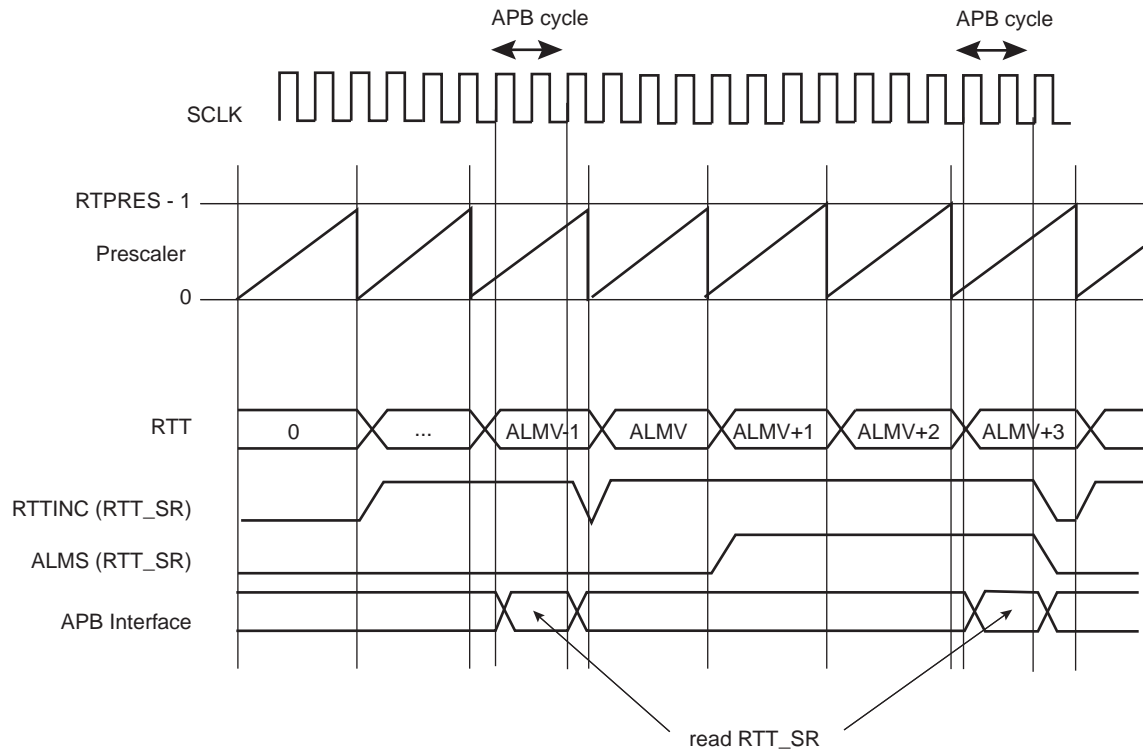 APB cycle APB cycle
SCLK
RTPRES - 1
Prescaler
0
RTT 0 ... ALMV-1 ALMV ALMV+1 ALMV+2 ALMV+3
RTTINC (RTT_SR)
ALMS (RTT_SR)
APB Interface
read RTT_SR